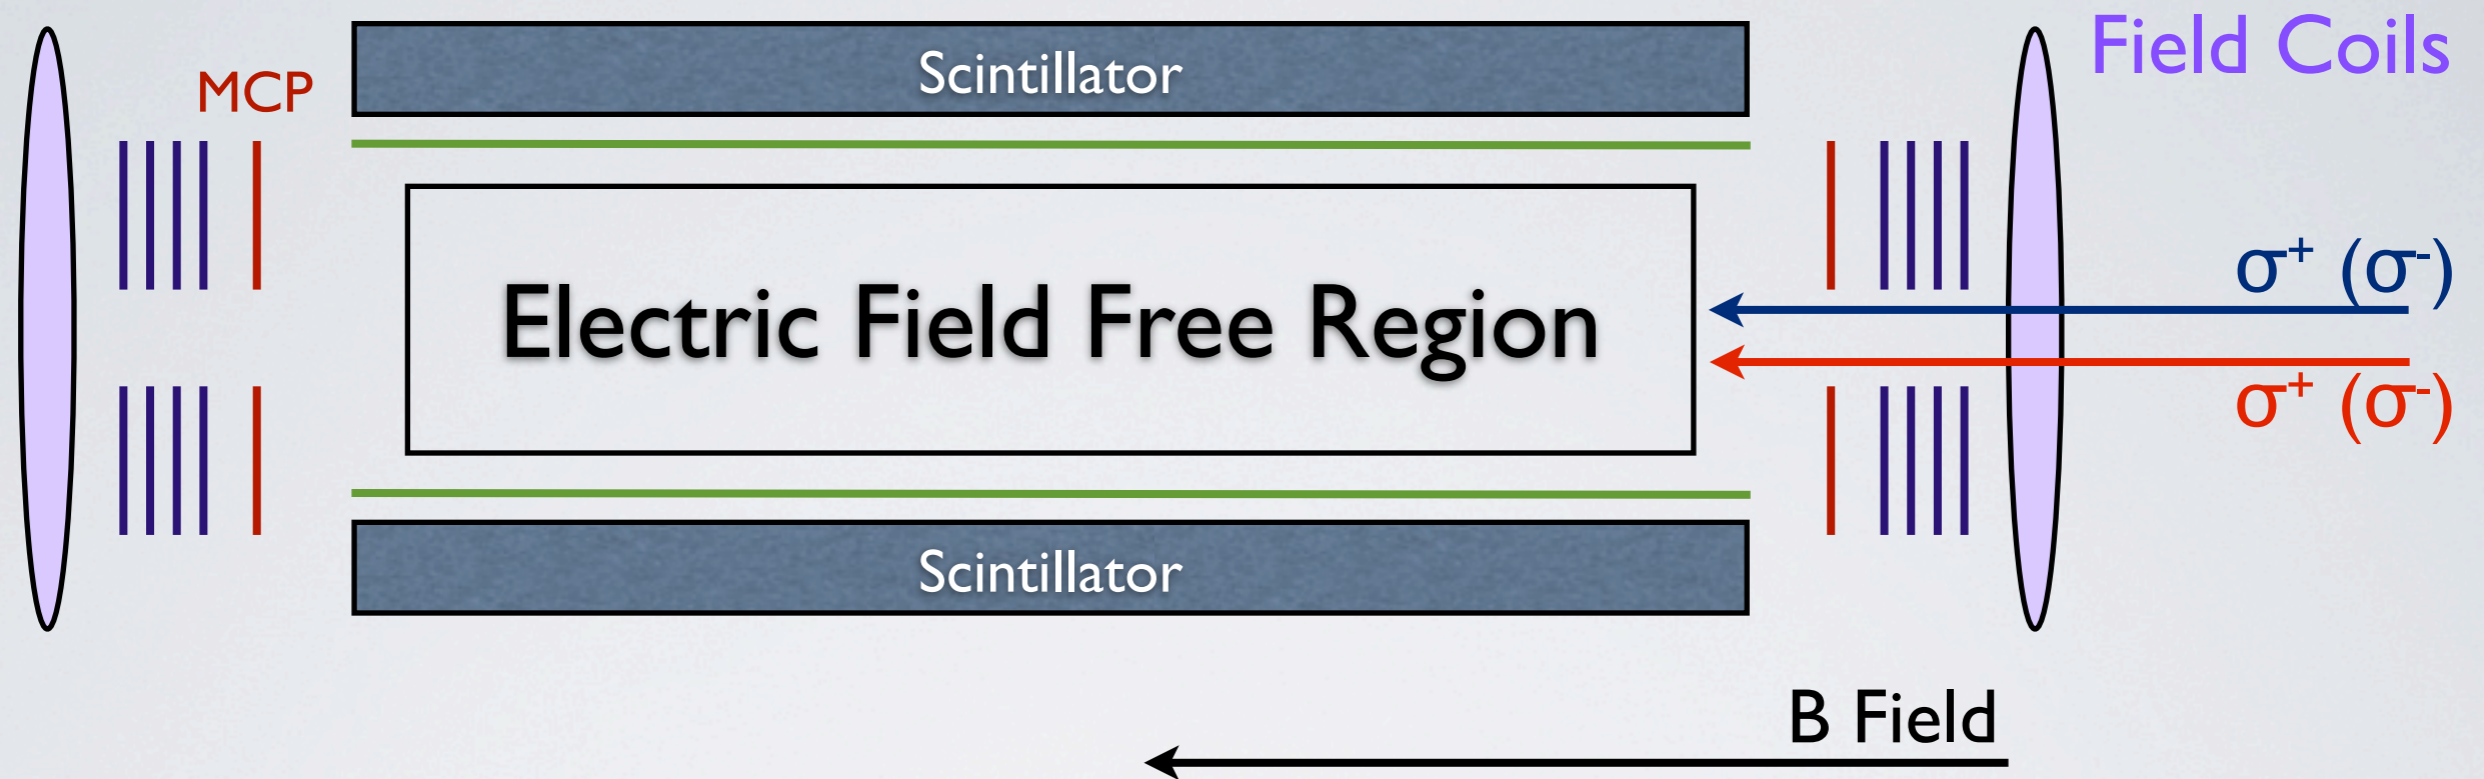 Field Coils
Scintillator
MCP
σ⁺ (σ⁻)
Electric Field Free Region
σ⁺ (σ⁻)
Scintillator
B Field